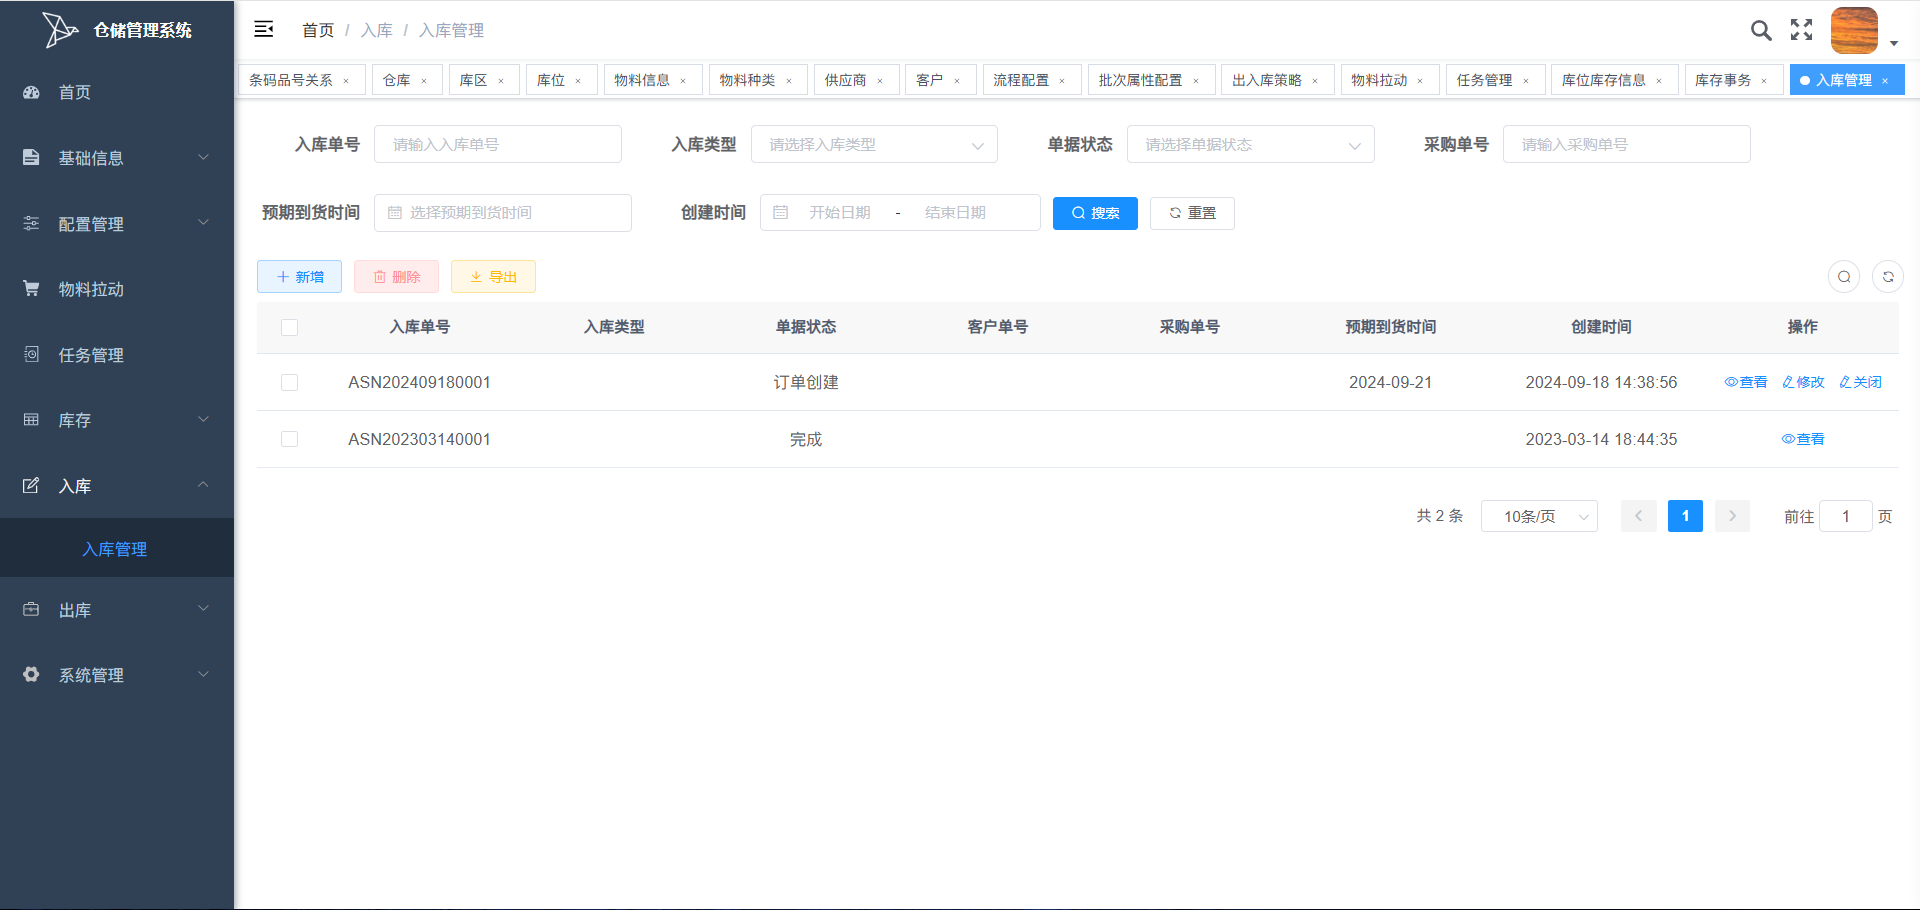 仓储管理系统
首页
基础信息
配置管理
物料拉动
任务管理
库存
入库
入库管理
出库
系统管理
首页 / 入库 / 入库管理
条码品号关系 × 仓库 × 库区 × 库位 × 物料信息 × 物料种类 × 供应商 × 客户 × 流程配置 × 批次属性配置 × 出入库策略 × 物料拉动 × 任务管理 × 库位库存信息 × 库存事务 × 入库管理 ×
入库单号 请输入入库单号 入库类型 请选择入库类型 单据状态 请选择单据状态 采购单号 请输入采购单号
预期到货时间 选择预期到货时间 创建时间 开始日期 - 结束日期 搜索 重置
新增 删除 导出
入库单号 入库类型 单据状态 客户单号 采购单号 预期到货时间 创建时间 操作
ASN202409180001 订单创建 2024-09-21 2024-09-18 14:38:56 查看 修改 关闭
ASN202303140001 完成 2023-03-14 18:44:35 查看
共 2 条 10条/页 1 前往 1 页